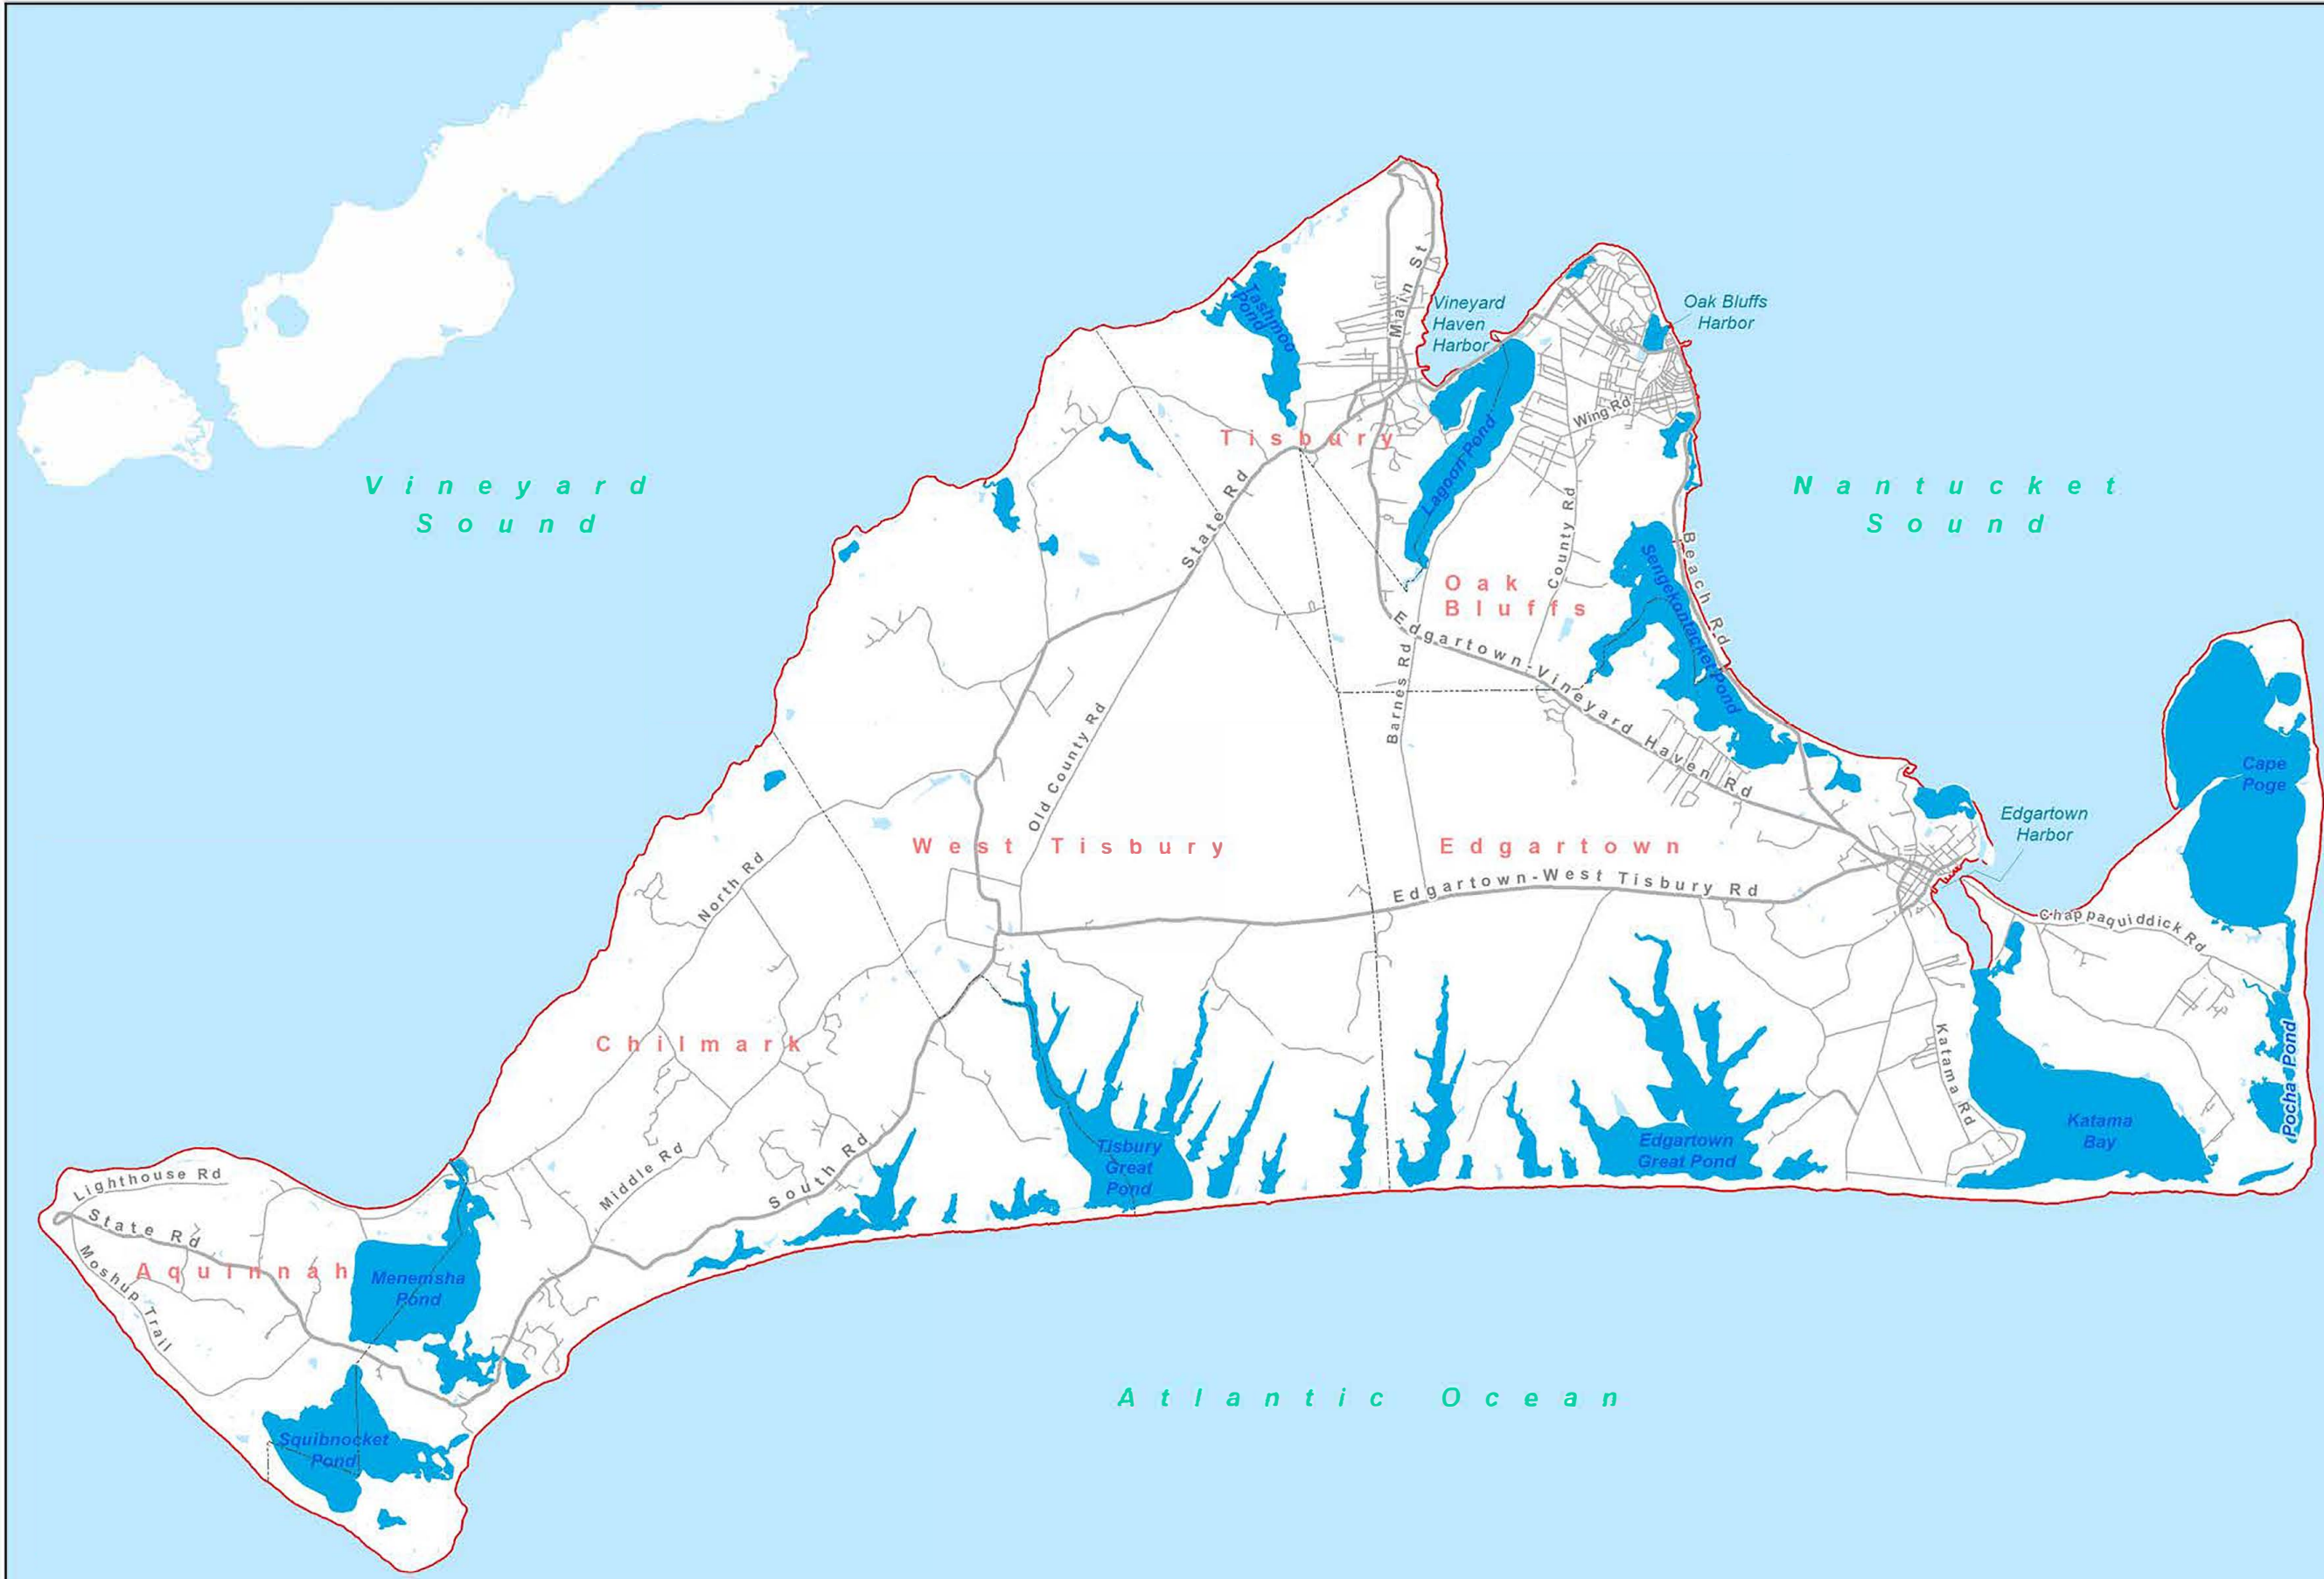 Vineyard
Haven
Harbor
Oak Bluffs
Harbor
Main St
Tashmoo
Pond
Wing Rd
Tisbury
Lagoon Pond
Vineyard
Sound
Nantucket
Sound
State Rd
County Rd
Beach Rd
Oak
Bluffs
Sengekontacket Pond
Edgartown-Vineyard Haven Rd
Barnes Rd
Old County Rd
Cape
Poge
Edgartown
Harbor
West Tisbury
Edgartown
North Rd
Edgartown-West Tisbury Rd
Chappaquiddick Rd
Chilmark
Katama Rd
Pocha Pond
Katama
Bay
Tisbury
Great
Pond
Edgartown
Great Pond
Middle Rd
South Rd
Lighthouse Rd
State Rd
Moshup Trail
Aquinnah
Menemsha
Pond
Atlantic Ocean
Squibnocket
Pond